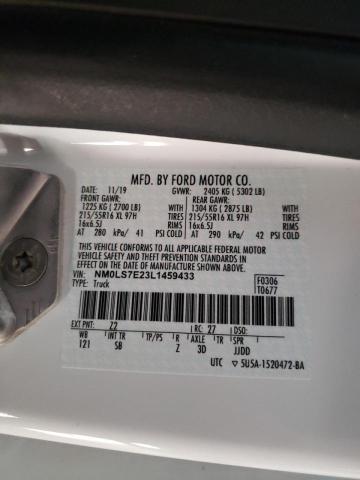 MFD. BY FORD MOTOR CO.
DATE: 11/19 GVWR: 2405 KG ( 5302 LB)
FRONT GAWR: REAR GAWR:
1225 KG ( 2700 LB) WITH 1304 KG ( 2875 LB) WITH
215/55R16 XL 97H TIRES 215/55R16 XL 97H TIRES
16x6.5J RIMS 16x6.5J RIMS
AT 280 kPa/ 41 PSI COLD AT 290 kPa/ 42 PSI COLD
THIS VEHICLE CONFORMS TO ALL APPLICABLE FEDERAL MOTOR
VEHICLE SAFETY STANDARDS IN EFFECT ON THE DATE OF
MANUFACTURE SHOWN ABOVE.
VIN: NM0LS7E23L1459433
TYPE: Truck
F0306
T0677
EXT PNT: Z2 RC: 27 DSO:
WB INT TR TP/PS R AXLE TR SPR
121 SB Z 3D JJDD
UTC ▽ 5U5A-1520472-BA